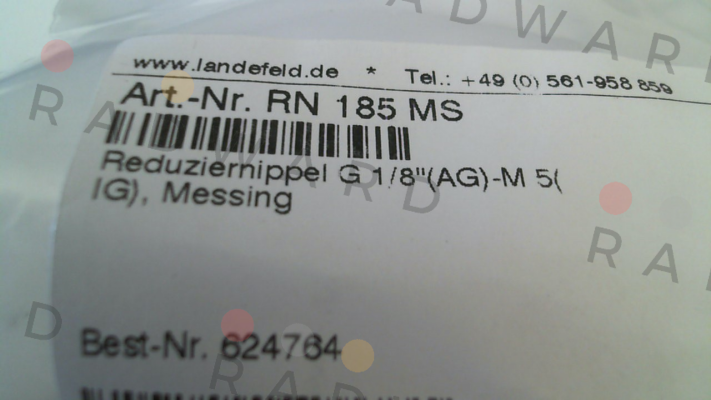 www.landefeld.de * Tel.: +49 (0) 561-958 859
Art.-Nr. RN 185 MS
Reduziernippel G 1/8"(AG)-M 5(
IG), Messing
Best-Nr. 624764